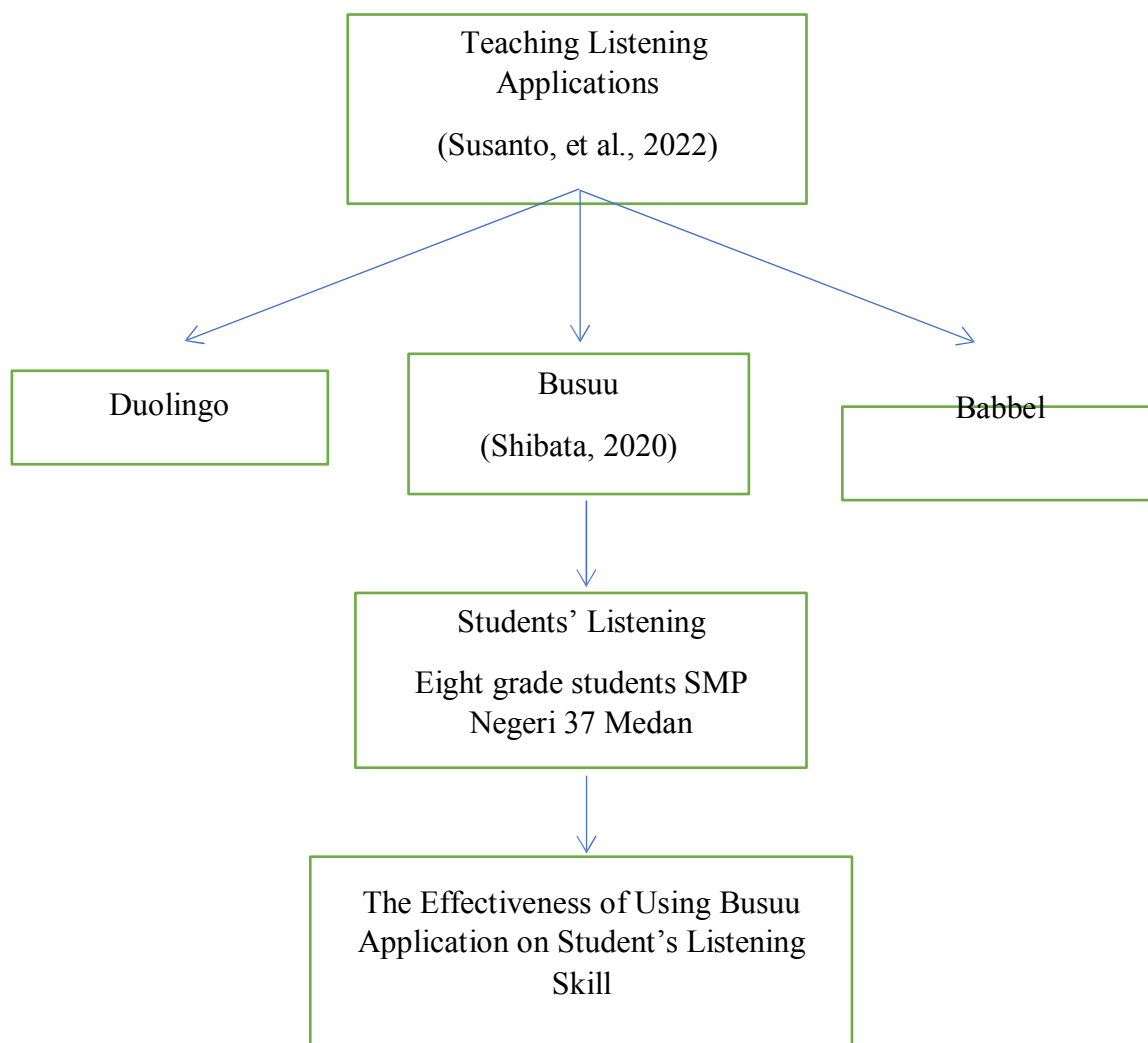 Teaching Listening
Applications
(Susanto, et al., 2022)
Duolingo
Busuu
(Shibata, 2020)
Babbel
Students’ Listening
Eight grade students SMP
Negeri 37 Medan
The Effectiveness of Using Busuu
Application on Student’s Listening
Skill